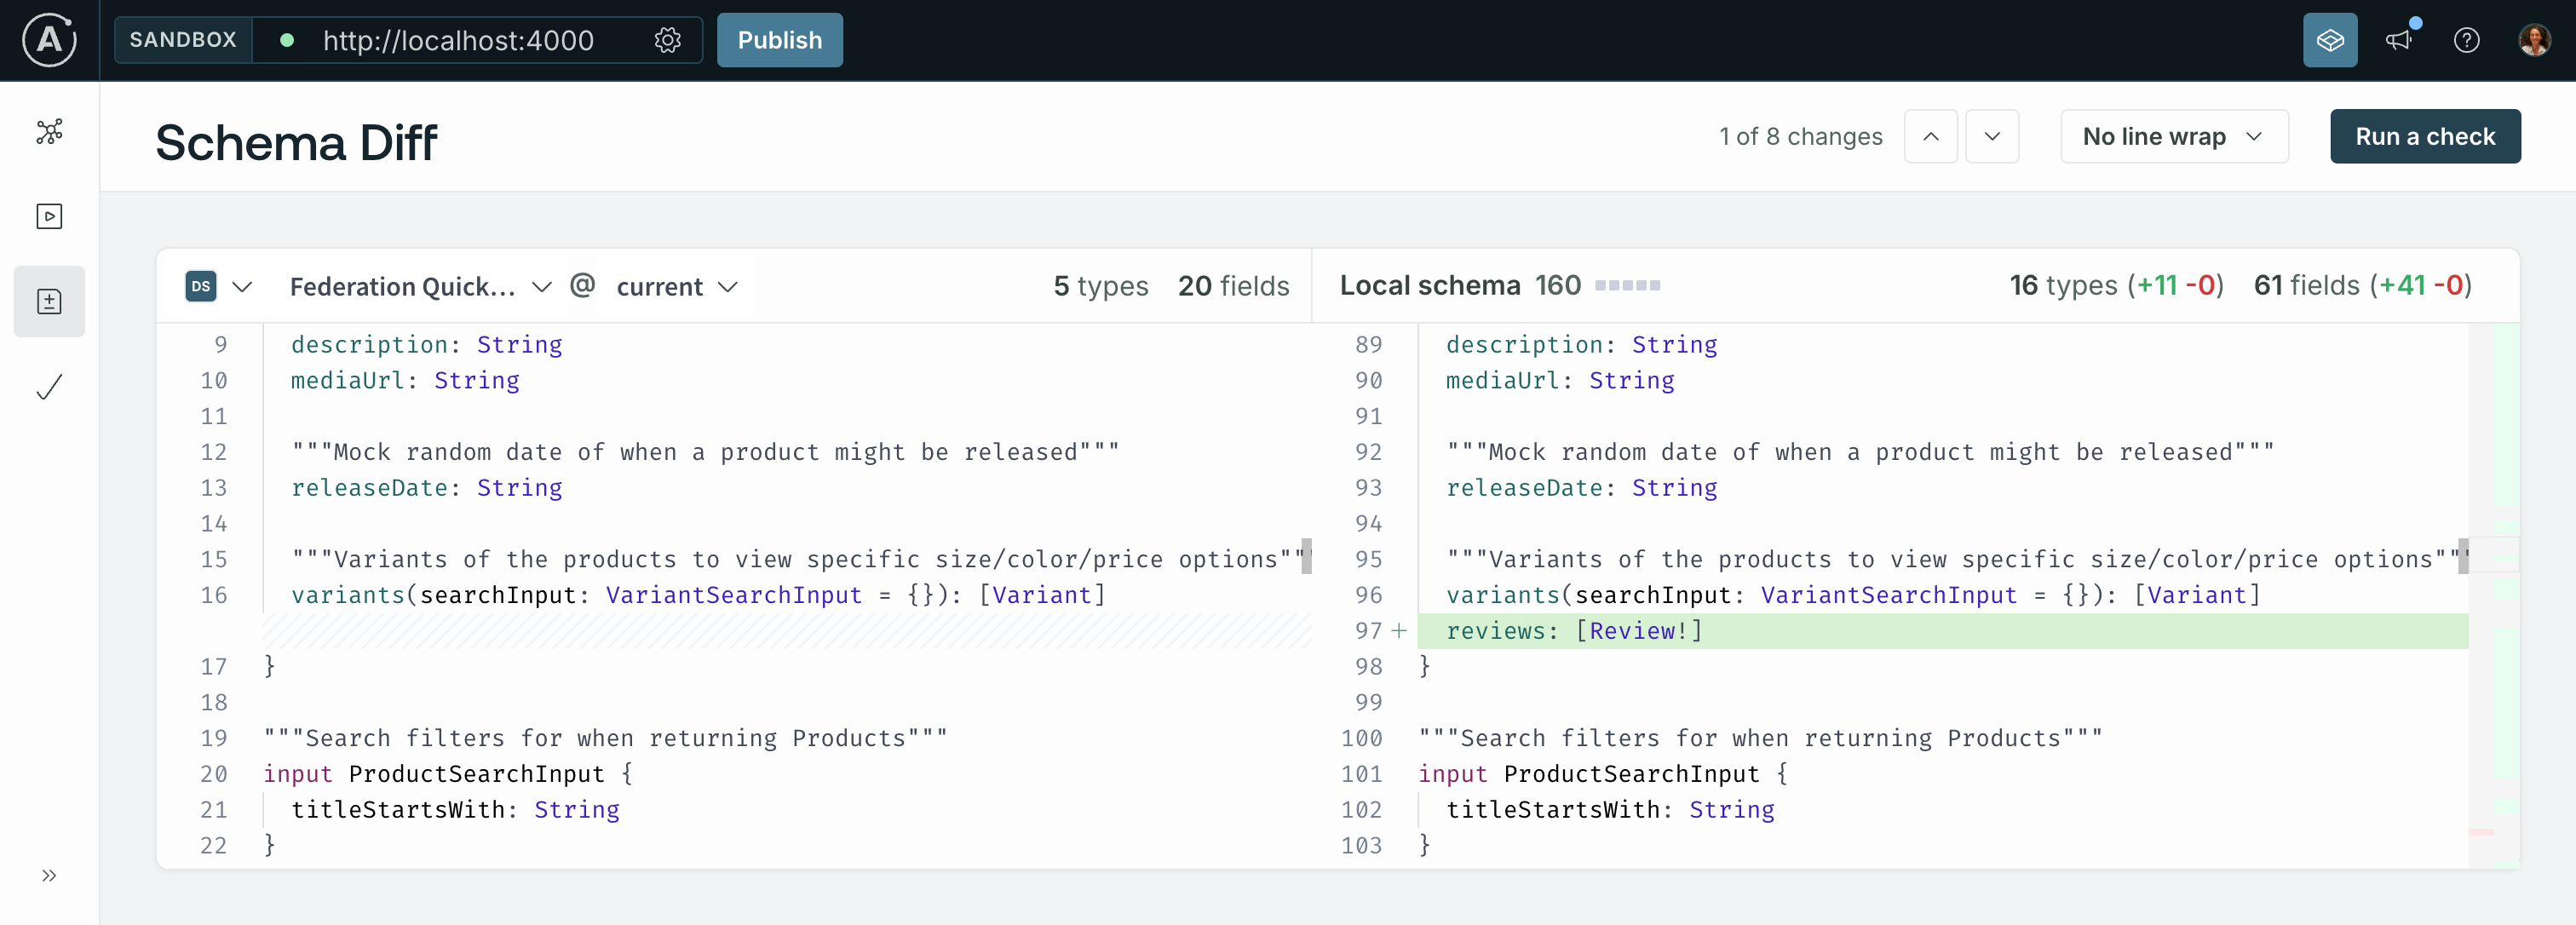 A SANDBOX http://localhost:4000 Publish
Schema Diff 1 of 8 changes No line wrap Run a check
DS Federation Quick... @ current 5 types 20 fields
9 description: String
10 mediaUrl: String
11
12 """Mock random date of when a product might be released"""
13 releaseDate: String
14
15 """Variants of the products to view specific size/color/price options"""
16 variants(searchInput: VariantSearchInput = {}): [Variant]
17 }
18
19 """Search filters for when returning Products"""
20 input ProductSearchInput {
21 titleStartsWith: String
22 }
Local schema 160 16 types (+11 -0) 61 fields (+41 -0)
89 description: String
90 mediaUrl: String
91
92 """Mock random date of when a product might be released"""
93 releaseDate: String
94
95 """Variants of the products to view specific size/color/price options"""
96 variants(searchInput: VariantSearchInput = {}): [Variant]
97 + reviews: [Review!]
98 }
99
100 """Search filters for when returning Products"""
101 input ProductSearchInput {
102 titleStartsWith: String
103 }